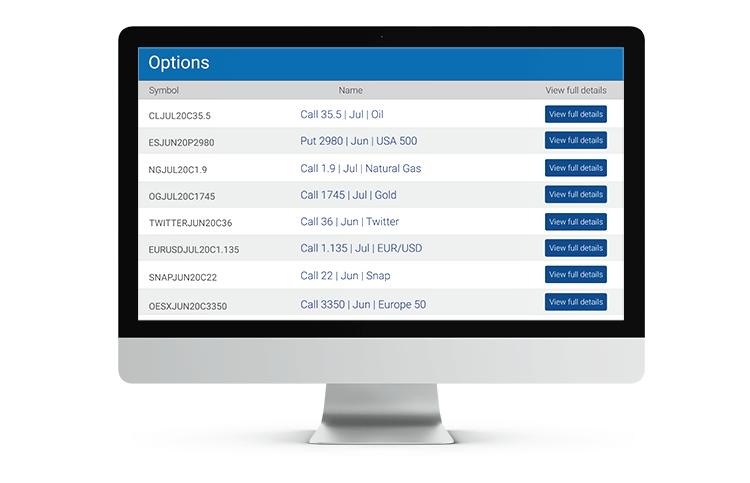 Options
Symbol Name View full details
CLJUL20C35.5 Call 35.5 | Jul | Oil View full details
ESJUN20P2980 Put 2980 | Jun | USA 500 View full details
NGJUL20C1.9 Call 1.9 | Jul | Natural Gas View full details
OGJUL20C1745 Call 1745 | Jul | Gold View full details
TWITTERJUN20C36 Call 36 | Jun | Twitter View full details
EURUSDJUL20C1.135 Call 1.135 | Jul | EUR/USD View full details
SNAPJUN20C22 Call 22 | Jun | Snap View full details
OESXJUN20C3350 Call 3350 | Jun | Europe 50 View full details